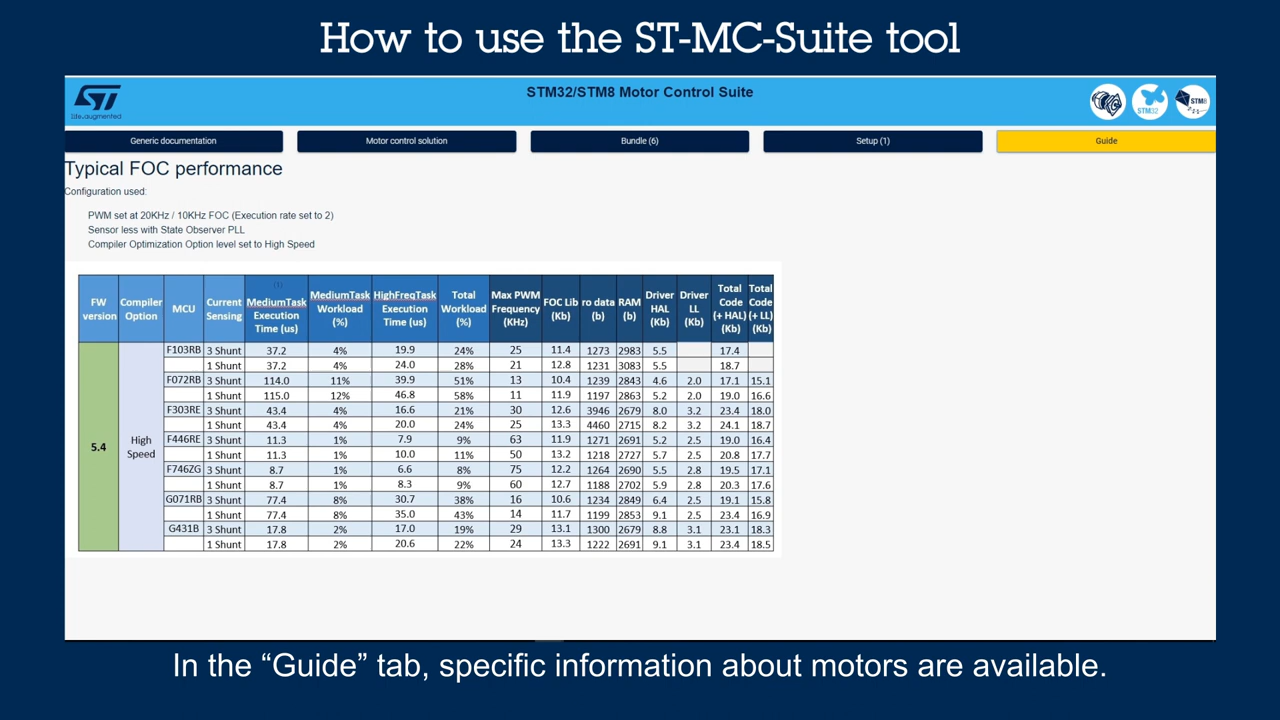 How to use the ST-MC-Suite tool
ST
life.augmented
STM32/STM8 Motor Control Suite
STM32
STM8
Generic documentation
Motor control solution
Bundle (6)
Setup (1)
Guide
Typical FOC performance
Configuration used:
PWM set at 20KHz / 10KHz FOC (Execution rate set to 2)
Sensor less with State Observer PLL
Compiler Optimization Option level set to High Speed
FW version Compiler Option MCU Current Sensing (1) MediumTask Execution Time (us) MediumTask Workload (%) HighFreqTask Execution Time (us) Total Workload (%) Max PWM Frequency (KHz) FOC Lib (Kb) ro data (b) RAM (b) Driver HAL (Kb) Driver LL (Kb) Total Code (+ HAL) (Kb) Total Code (+ LL) (Kb)
5.4 High Speed
F103RB 3 Shunt 37.2 4% 19.9 24% 25 11.4 1273 2983 5.5 17.4
1 Shunt 37.2 4% 24.0 28% 21 12.8 1231 3083 5.5 18.7
F072RB 3 Shunt 114.0 11% 39.9 51% 13 10.4 1239 2843 4.6 2.0 17.1 15.1
1 Shunt 115.0 12% 46.8 58% 11 11.9 1197 2863 5.2 2.0 19.0 16.6
F303RE 3 Shunt 43.4 4% 16.6 21% 30 12.6 3946 2679 8.0 3.2 23.4 18.0
1 Shunt 43.4 4% 20.0 24% 25 13.3 4460 2715 8.2 3.2 24.1 18.7
F446RE 3 Shunt 11.3 1% 7.9 9% 63 11.9 1271 2691 5.2 2.5 19.0 16.4
1 Shunt 11.3 1% 10.0 11% 50 13.2 1218 2727 5.7 2.5 20.8 17.7
F746ZG 3 Shunt 8.7 1% 6.6 8% 75 12.2 1264 2690 5.5 2.8 19.5 17.1
1 Shunt 8.7 1% 8.3 9% 60 12.7 1188 2702 5.9 2.8 20.3 17.6
G071RB 3 Shunt 77.4 8% 30.7 38% 16 10.6 1234 2849 6.4 2.5 19.1 15.8
1 Shunt 77.4 8% 35.0 43% 14 11.7 1199 2853 9.1 2.5 23.4 16.9
G431B 3 Shunt 17.8 2% 17.0 19% 29 13.1 1300 2679 8.8 3.1 23.1 18.3
1 Shunt 17.8 2% 20.6 22% 24 13.3 1222 2691 9.1 3.1 23.4 18.5
In the “Guide” tab, specific information about motors are available.